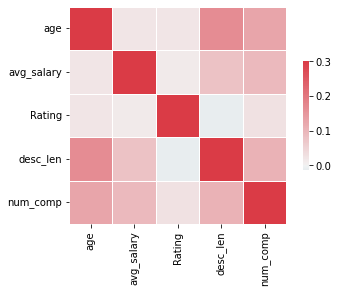 age
avg_salary
Rating
desc_len
num_comp
age
avg_salary
Rating
desc_len
num_comp
0.3
0.2
0.1
0.0